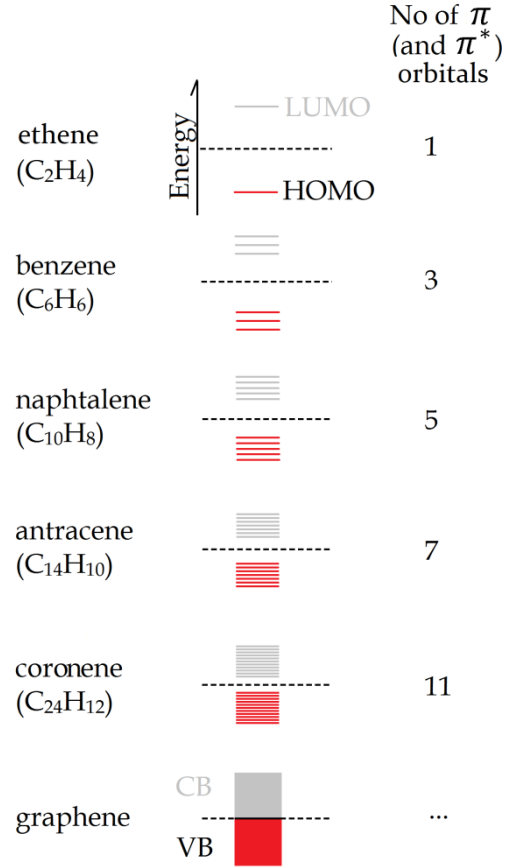 No of π
(and π*)
orbitals
Energy
LUMO
HOMO
ethene
(C₂H₄)
1
benzene
(C₆H₆)
3
naphtalene
(C₁₀H₈)
5
antracene
(C₁₄H₁₀)
7
coronene
(C₂₄H₁₂)
11
CB
graphene
VB
...